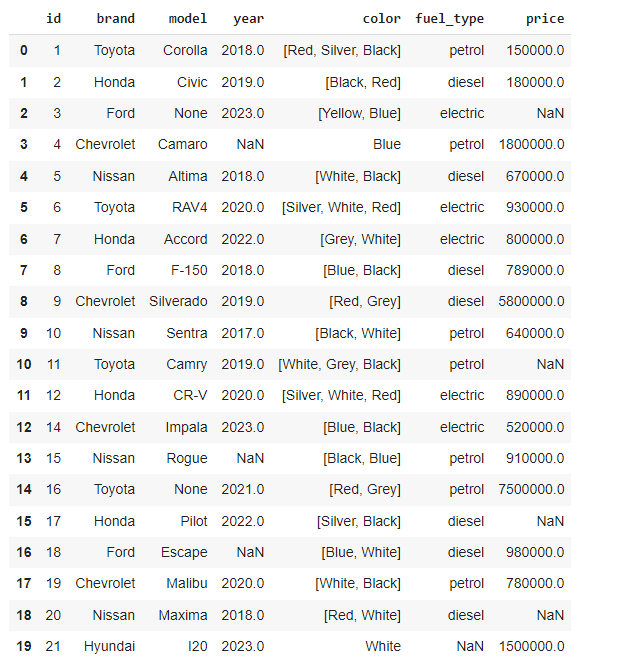 id brand model year color fuel_type price
0 1 Toyota Corolla 2018.0 [Red, Silver, Black] petrol 150000.0
1 2 Honda Civic 2019.0 [Black, Red] diesel 180000.0
2 3 Ford None 2023.0 [Yellow, Blue] electric NaN
3 4 Chevrolet Camaro NaN Blue petrol 1800000.0
4 5 Nissan Altima 2018.0 [White, Black] diesel 670000.0
5 6 Toyota RAV4 2020.0 [Silver, White, Red] electric 930000.0
6 7 Honda Accord 2022.0 [Grey, White] electric 800000.0
7 8 Ford F-150 2018.0 [Blue, Black] diesel 789000.0
8 9 Chevrolet Silverado 2019.0 [Red, Grey] diesel 5800000.0
9 10 Nissan Sentra 2017.0 [Black, White] petrol 640000.0
10 11 Toyota Camry 2019.0 [White, Grey, Black] petrol NaN
11 12 Honda CR-V 2020.0 [Silver, White, Red] electric 890000.0
12 14 Chevrolet Impala 2023.0 [Blue, Black] electric 520000.0
13 15 Nissan Rogue NaN [Black, Blue] petrol 910000.0
14 16 Toyota None 2021.0 [Red, Grey] petrol 7500000.0
15 17 Honda Pilot 2022.0 [Silver, Black] diesel NaN
16 18 Ford Escape NaN [Blue, White] diesel 980000.0
17 19 Chevrolet Malibu 2020.0 [White, Black] petrol 780000.0
18 20 Nissan Maxima 2018.0 [Red, White] diesel NaN
19 21 Hyundai I20 2023.0 White NaN 1500000.0